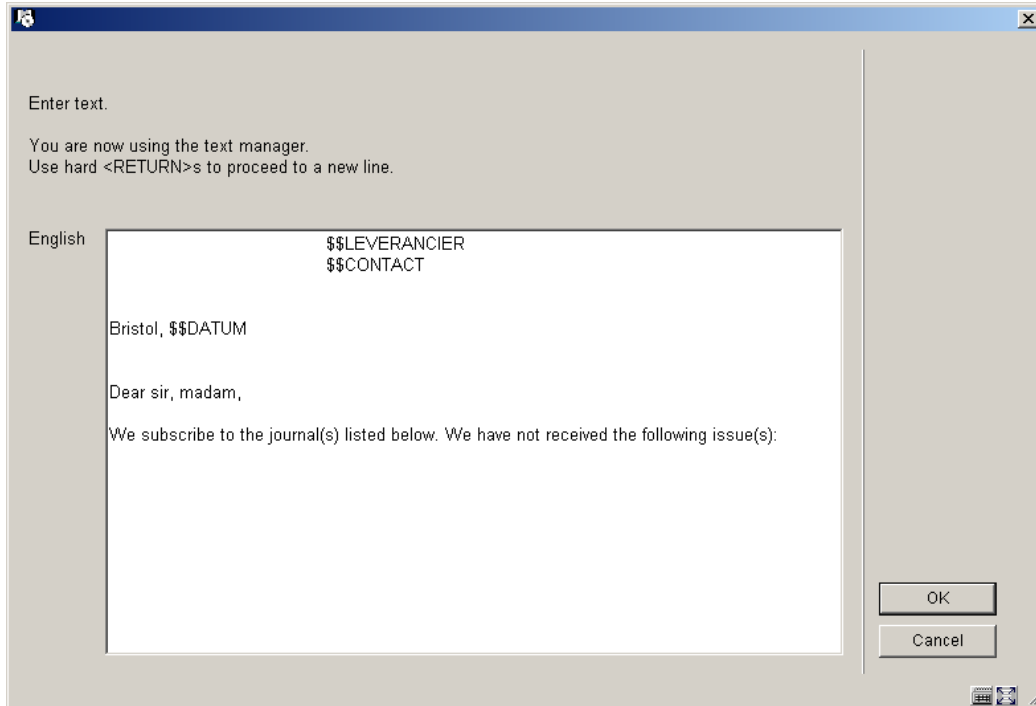 Enter text.
You are now using the text manager.
Use hard <RETURN>s to proceed to a new line.
English
$$LEVERANCIER
$$CONTACT
Bristol, $$DATUM
Dear sir, madam,
We subscribe to the journal(s) listed below. We have not received the following issue(s):
OK
Cancel